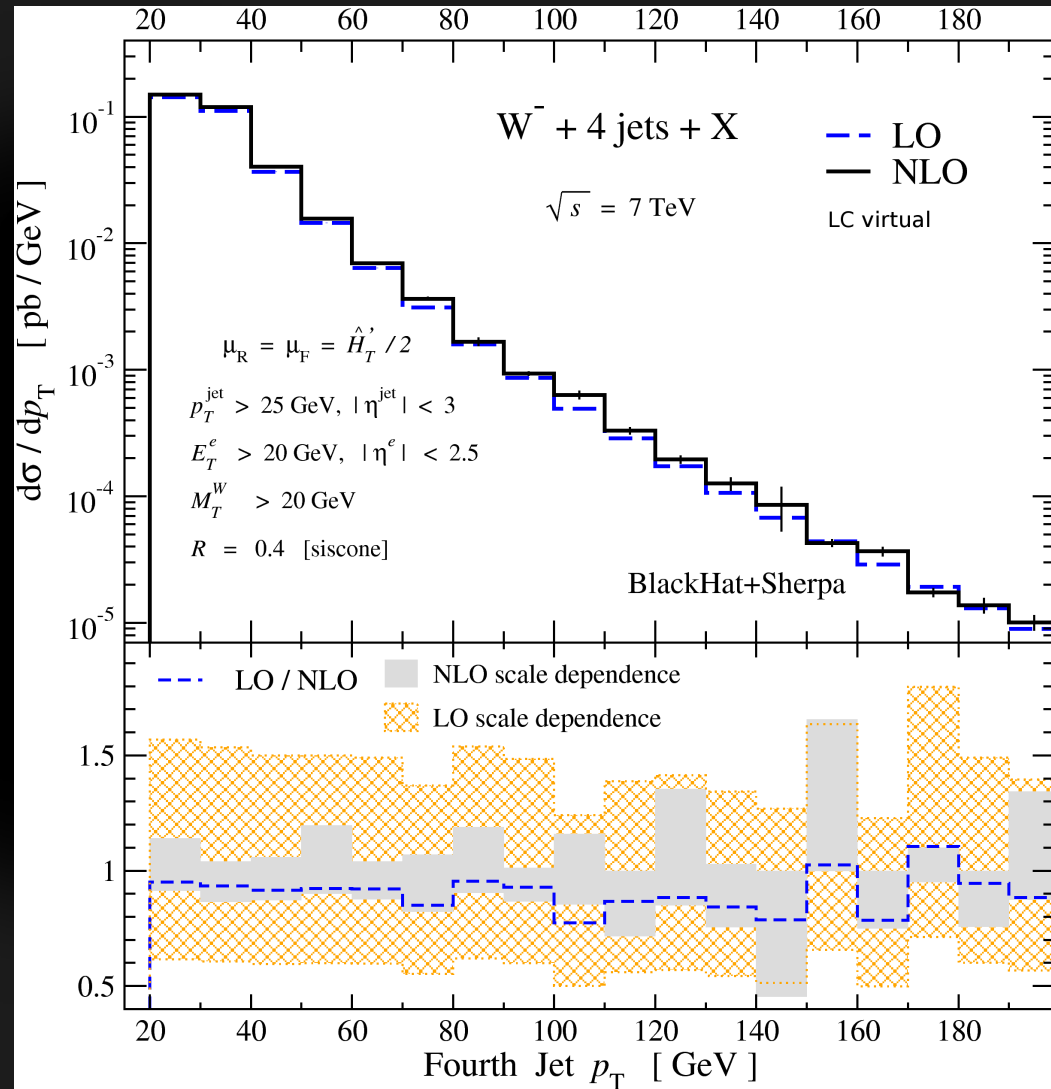 20 40 60 80 100 120 140 160 180
10^-1
10^-2
10^-3
10^-4
10^-5
dσ / dp_T [ pb / GeV ]
W^- + 4 jets + X
√s = 7 TeV
LO
NLO
LC virtual
μ_R = μ_F = Ĥ_T' / 2
p_T^jet > 25 GeV, | η^jet | < 3
E_T^e > 20 GeV, | η^e | < 2.5
M_T^W > 20 GeV
R = 0.4 [siscone]
BlackHat+Sherpa
LO / NLO
NLO scale dependence
LO scale dependence
1.5
1
0.5
20 40 60 80 100 120 140 160 180
Fourth Jet p_T [ GeV ]